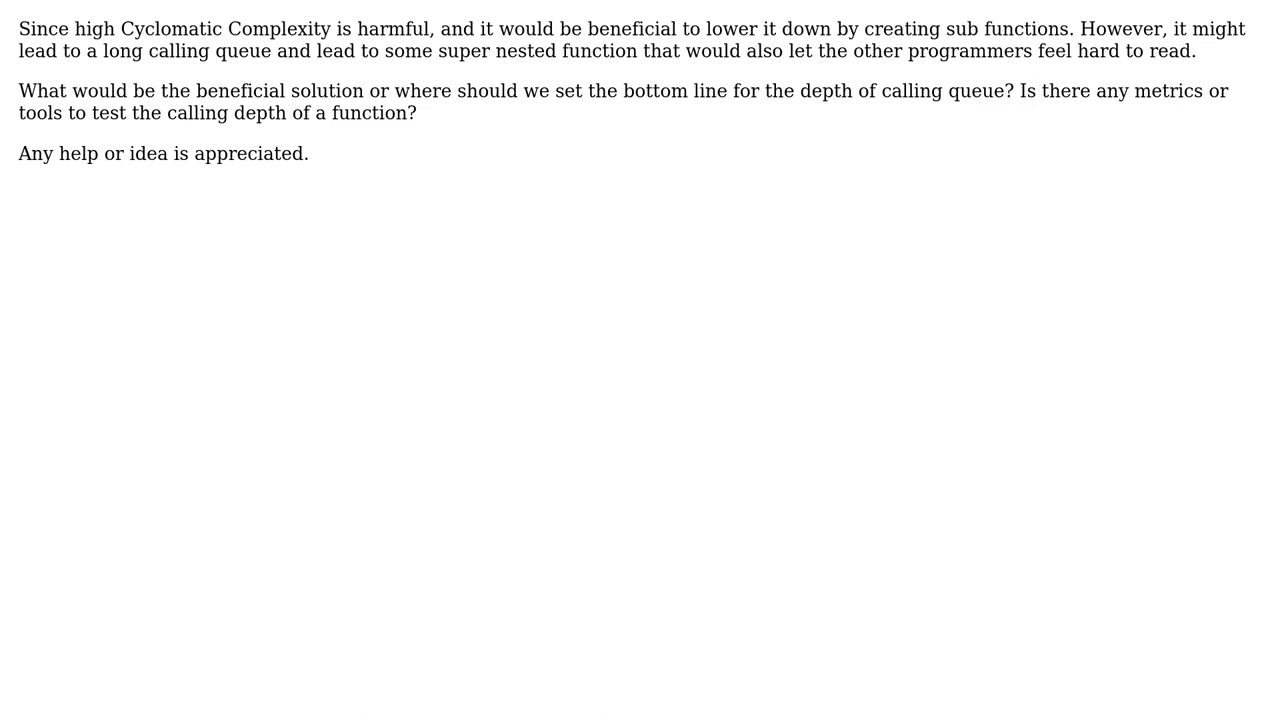 Since high Cyclomatic Complexity is harmful, and it would be beneficial to lower it down by creating sub functions. However, it might
lead to a long calling queue and lead to some super nested function that would also let the other programmers feel hard to read.
What would be the beneficial solution or where should we set the bottom line for the depth of calling queue? Is there any metrics or
tools to test the calling depth of a function?
Any help or idea is appreciated.